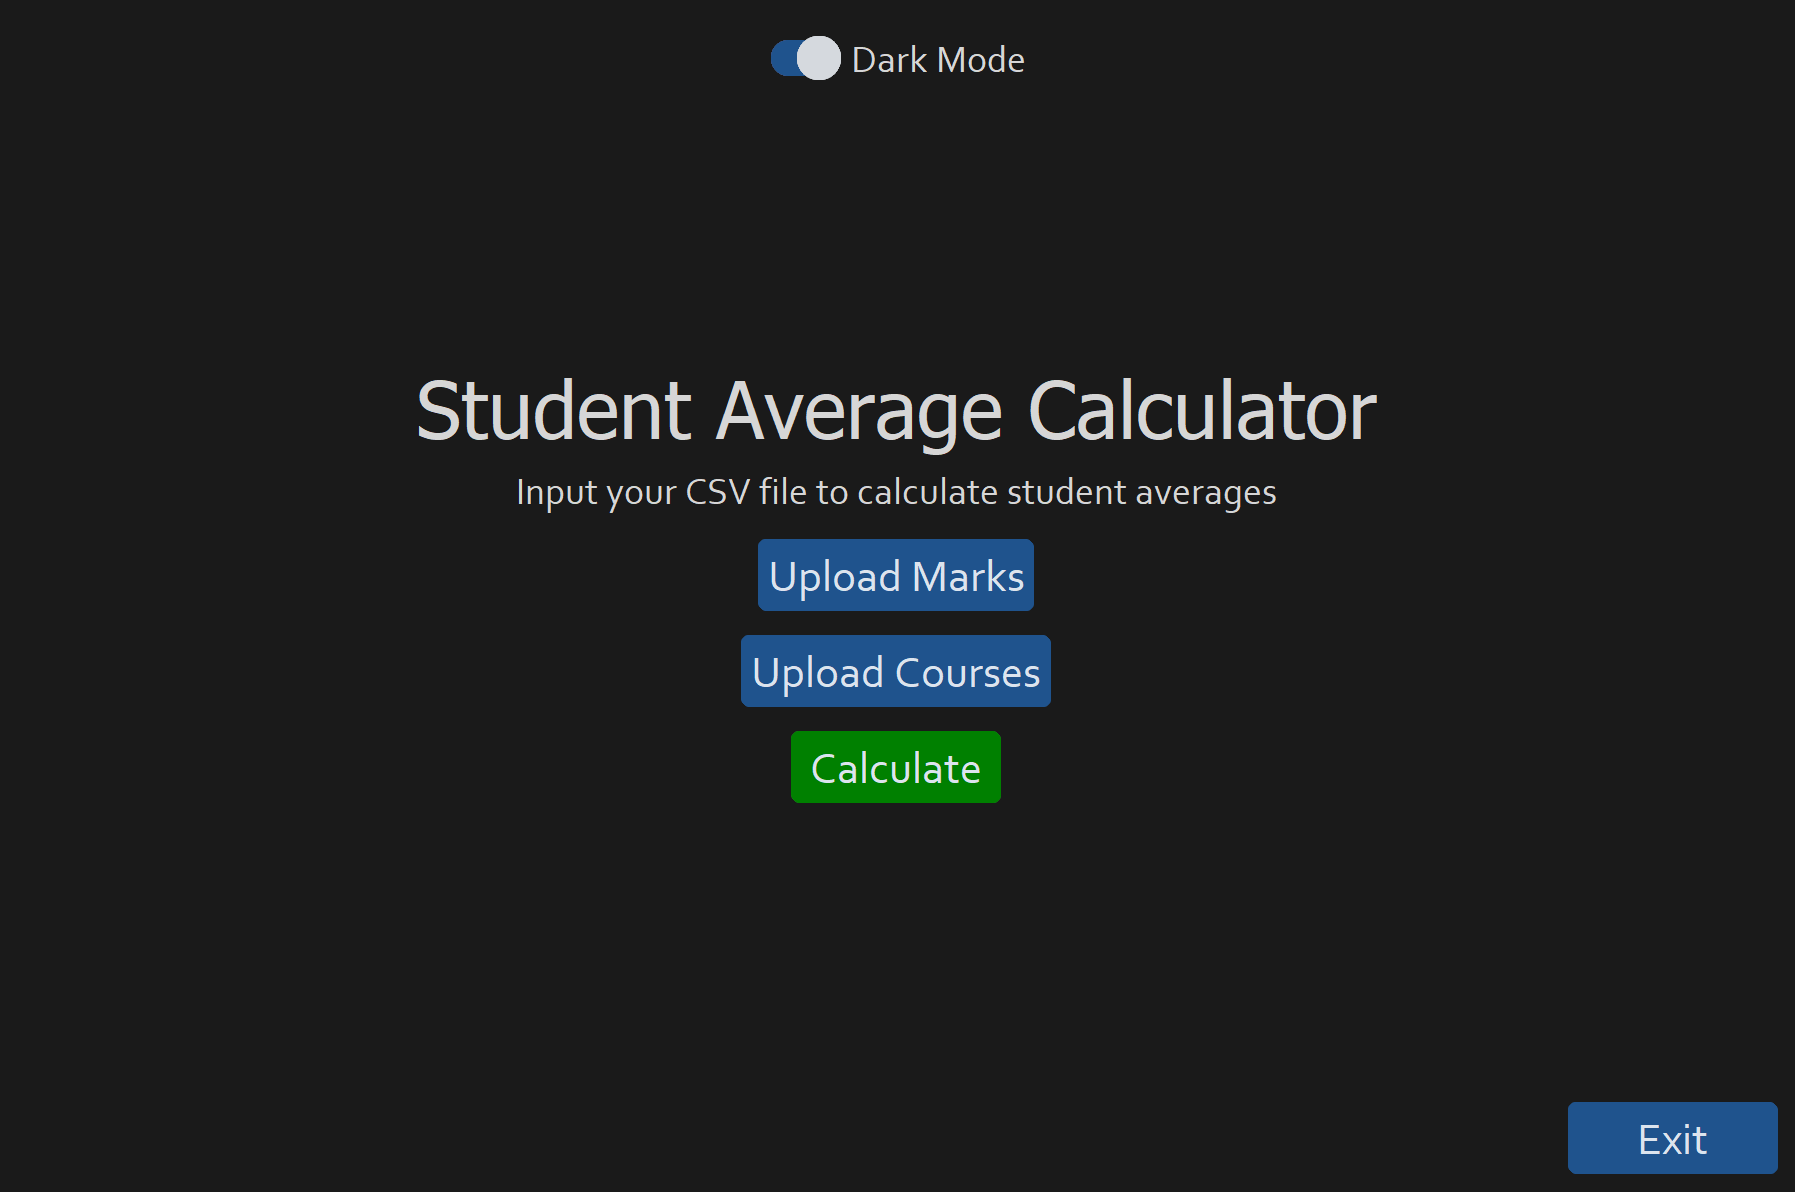 Dark Mode
Student Average Calculator
Input your CSV file to calculate student averages
Upload Marks
Upload Courses
Calculate
Exit